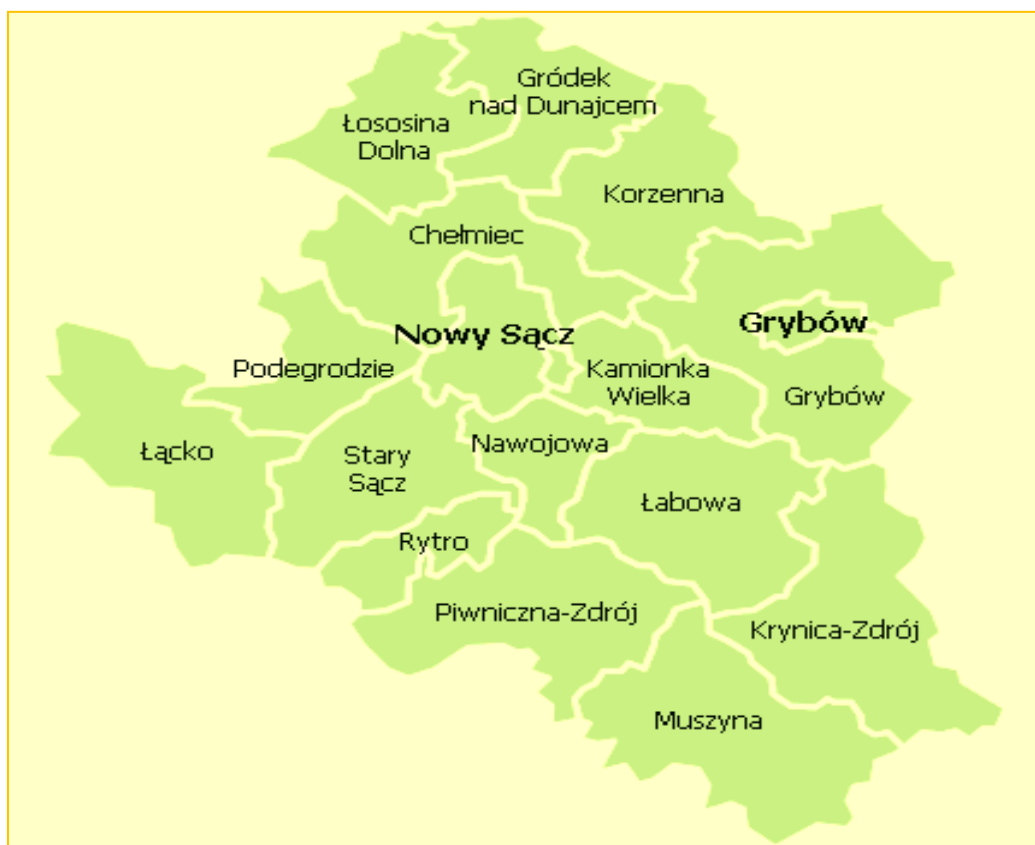 Gródek
nad Dunajcem
Łososina
Dolna
Korzenna
Chełmiec
Nowy Sącz
Grybów
Podegrodzie
Kamionka
Wielka
Grybów
Łącko
Stary
Sącz
Nawojowa
Łabowa
Rytro
Piwniczna-Zdrój
Krynica-Zdrój
Muszyna